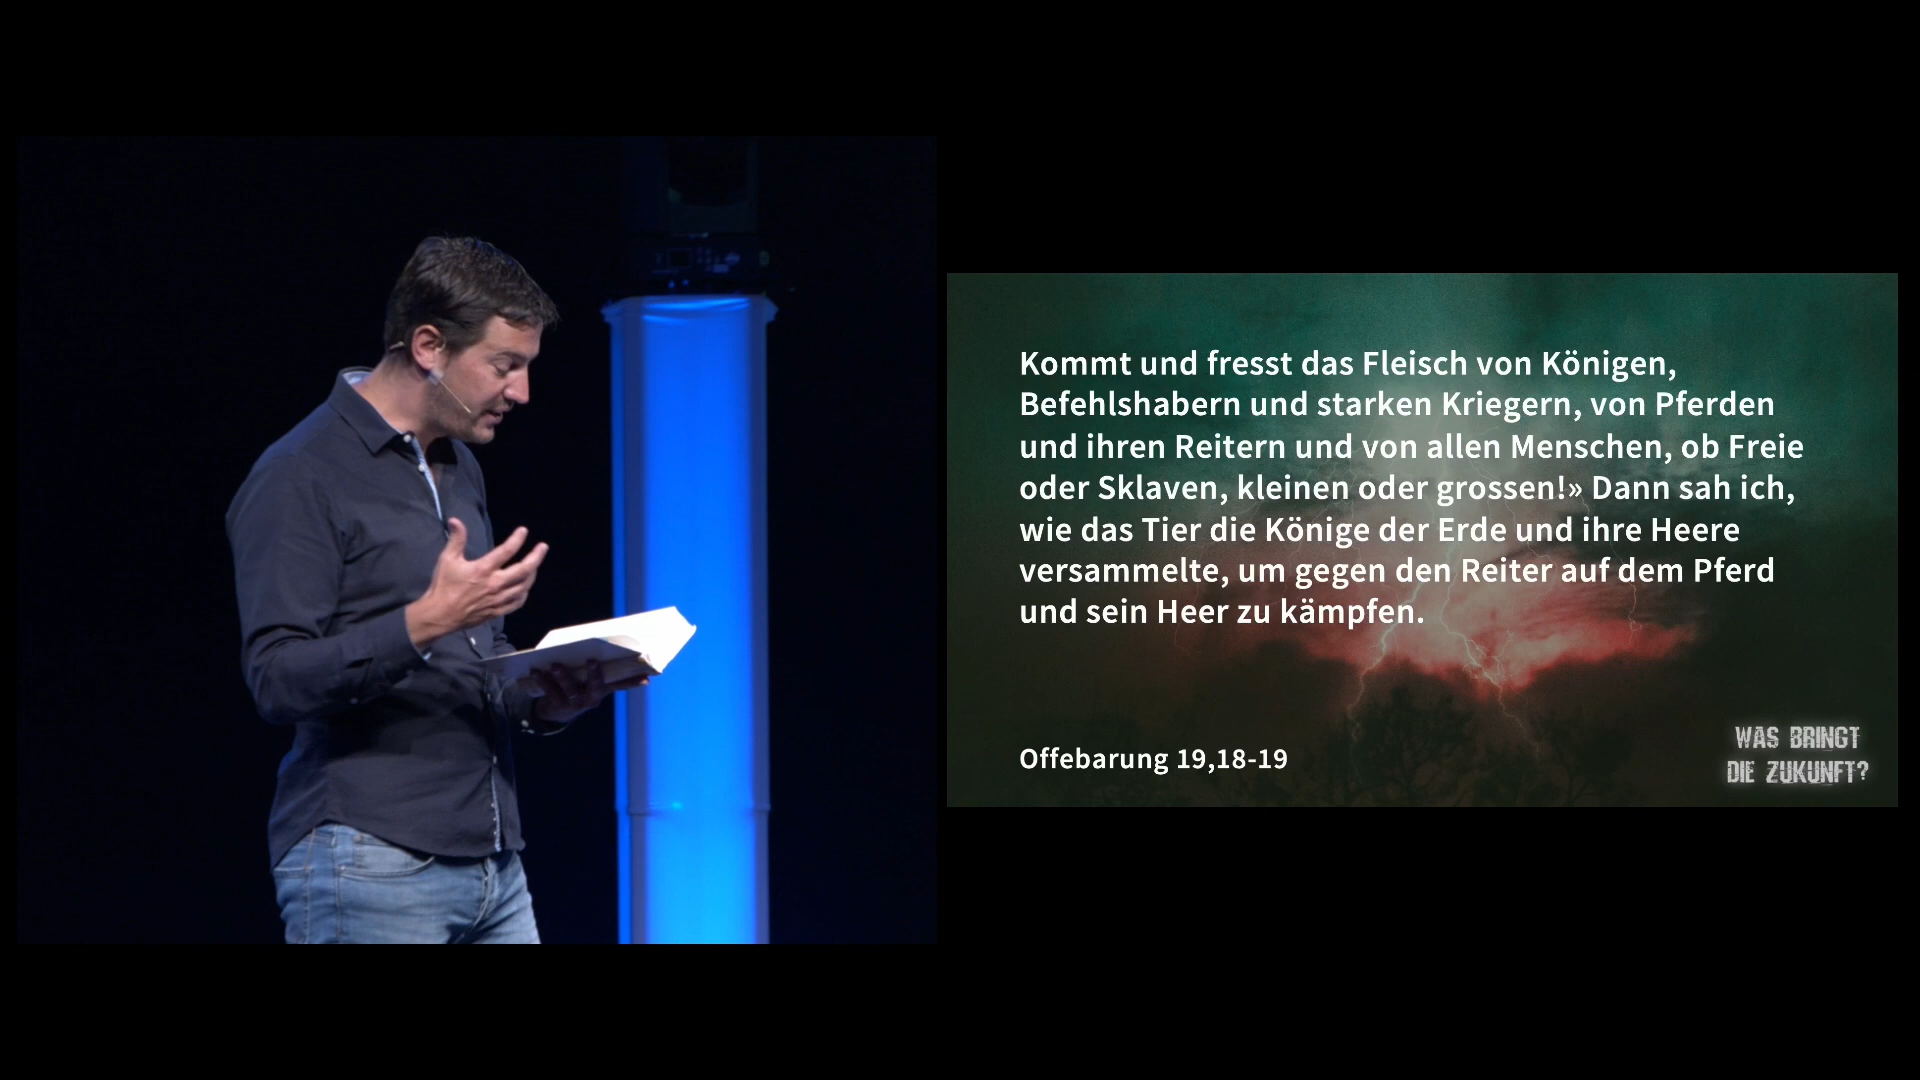 Kommt und fresst das Fleisch von Königen,
Befehlshabern und starken Kriegern, von Pferden
und ihren Reitern und von allen Menschen, ob Freie
oder Sklaven, kleinen oder grossen!» Dann sah ich,
wie das Tier die Könige der Erde und ihre Heere
versammelte, um gegen den Reiter auf dem Pferd
und sein Heer zu kämpfen.
Offebarung 19,18-19
WAS BRINGT
DIE ZUKUNFT?